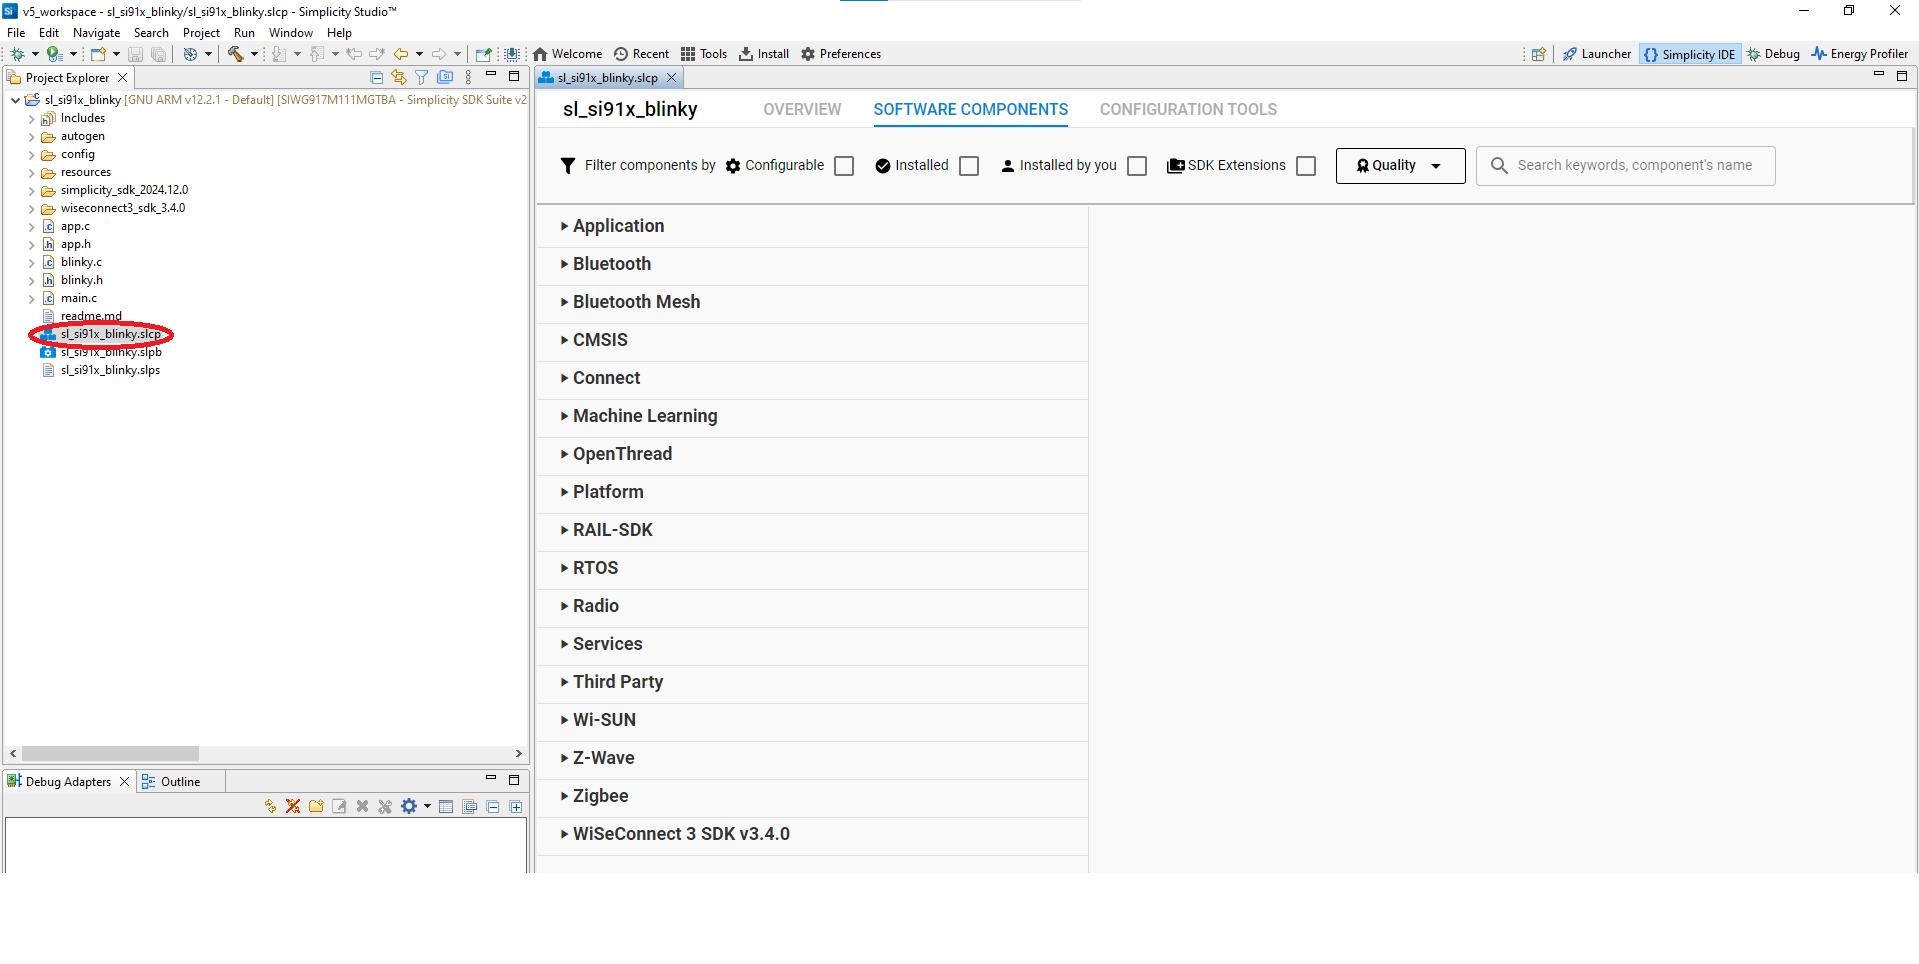 v5_workspace - sl_si91x_blinky/sl_si91x_blinky.slcp - Simplicity Studio™
File Edit Navigate Search Project Run Window Help
Welcome Recent Tools Install Preferences Launcher Simplicity IDE Debug Energy Profiler
Project Explorer
sl_si91x_blinky [GNU ARM v12.2.1 - Default] [SIWG917M111MGTBA - Simplicity SDK Suite v2
Includes
autogen
config
resources
simplicity_sdk_2024.12.0
wiseconnect3_sdk_3.4.0
app.c
app.h
blinky.c
blinky.h
main.c
readme.md
sl_si91x_blinky.slcp
sl_si91x_blinky.slpb
sl_si91x_blinky.slps
Debug Adapters Outline
sl_si91x_blinky.slcp
sl_si91x_blinky OVERVIEW SOFTWARE COMPONENTS CONFIGURATION TOOLS
Filter components by Configurable Installed Installed by you SDK Extensions Quality Search keywords, component's name
Application
Bluetooth
Bluetooth Mesh
CMSIS
Connect
Machine Learning
OpenThread
Platform
RAIL-SDK
RTOS
Radio
Services
Third Party
Wi-SUN
Z-Wave
Zigbee
WiSeConnect 3 SDK v3.4.0